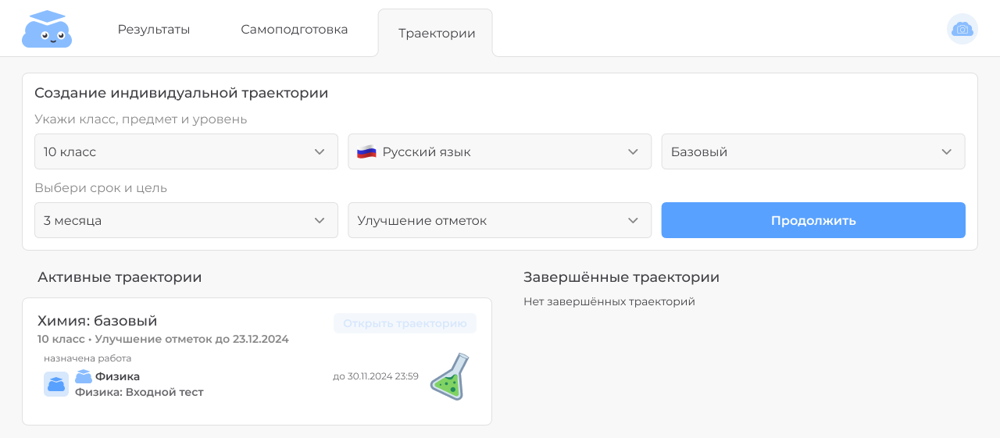 Результаты
Самоподготовка
Траектории
Создание индивидуальной траектории
Укажи класс, предмет и уровень
10 класс
Русский язык
Базовый
Выбери срок и цель
3 месяца
Улучшение отметок
Продолжить
Активные траектории
Химия: базовый
Открыть траекторию
10 класс • Улучшение отметок до 23.12.2024
назначена работа
Физика
до 30.11.2024 23:59
Физика: Входной тест
Завершённые траектории
Нет завершённых траекторий